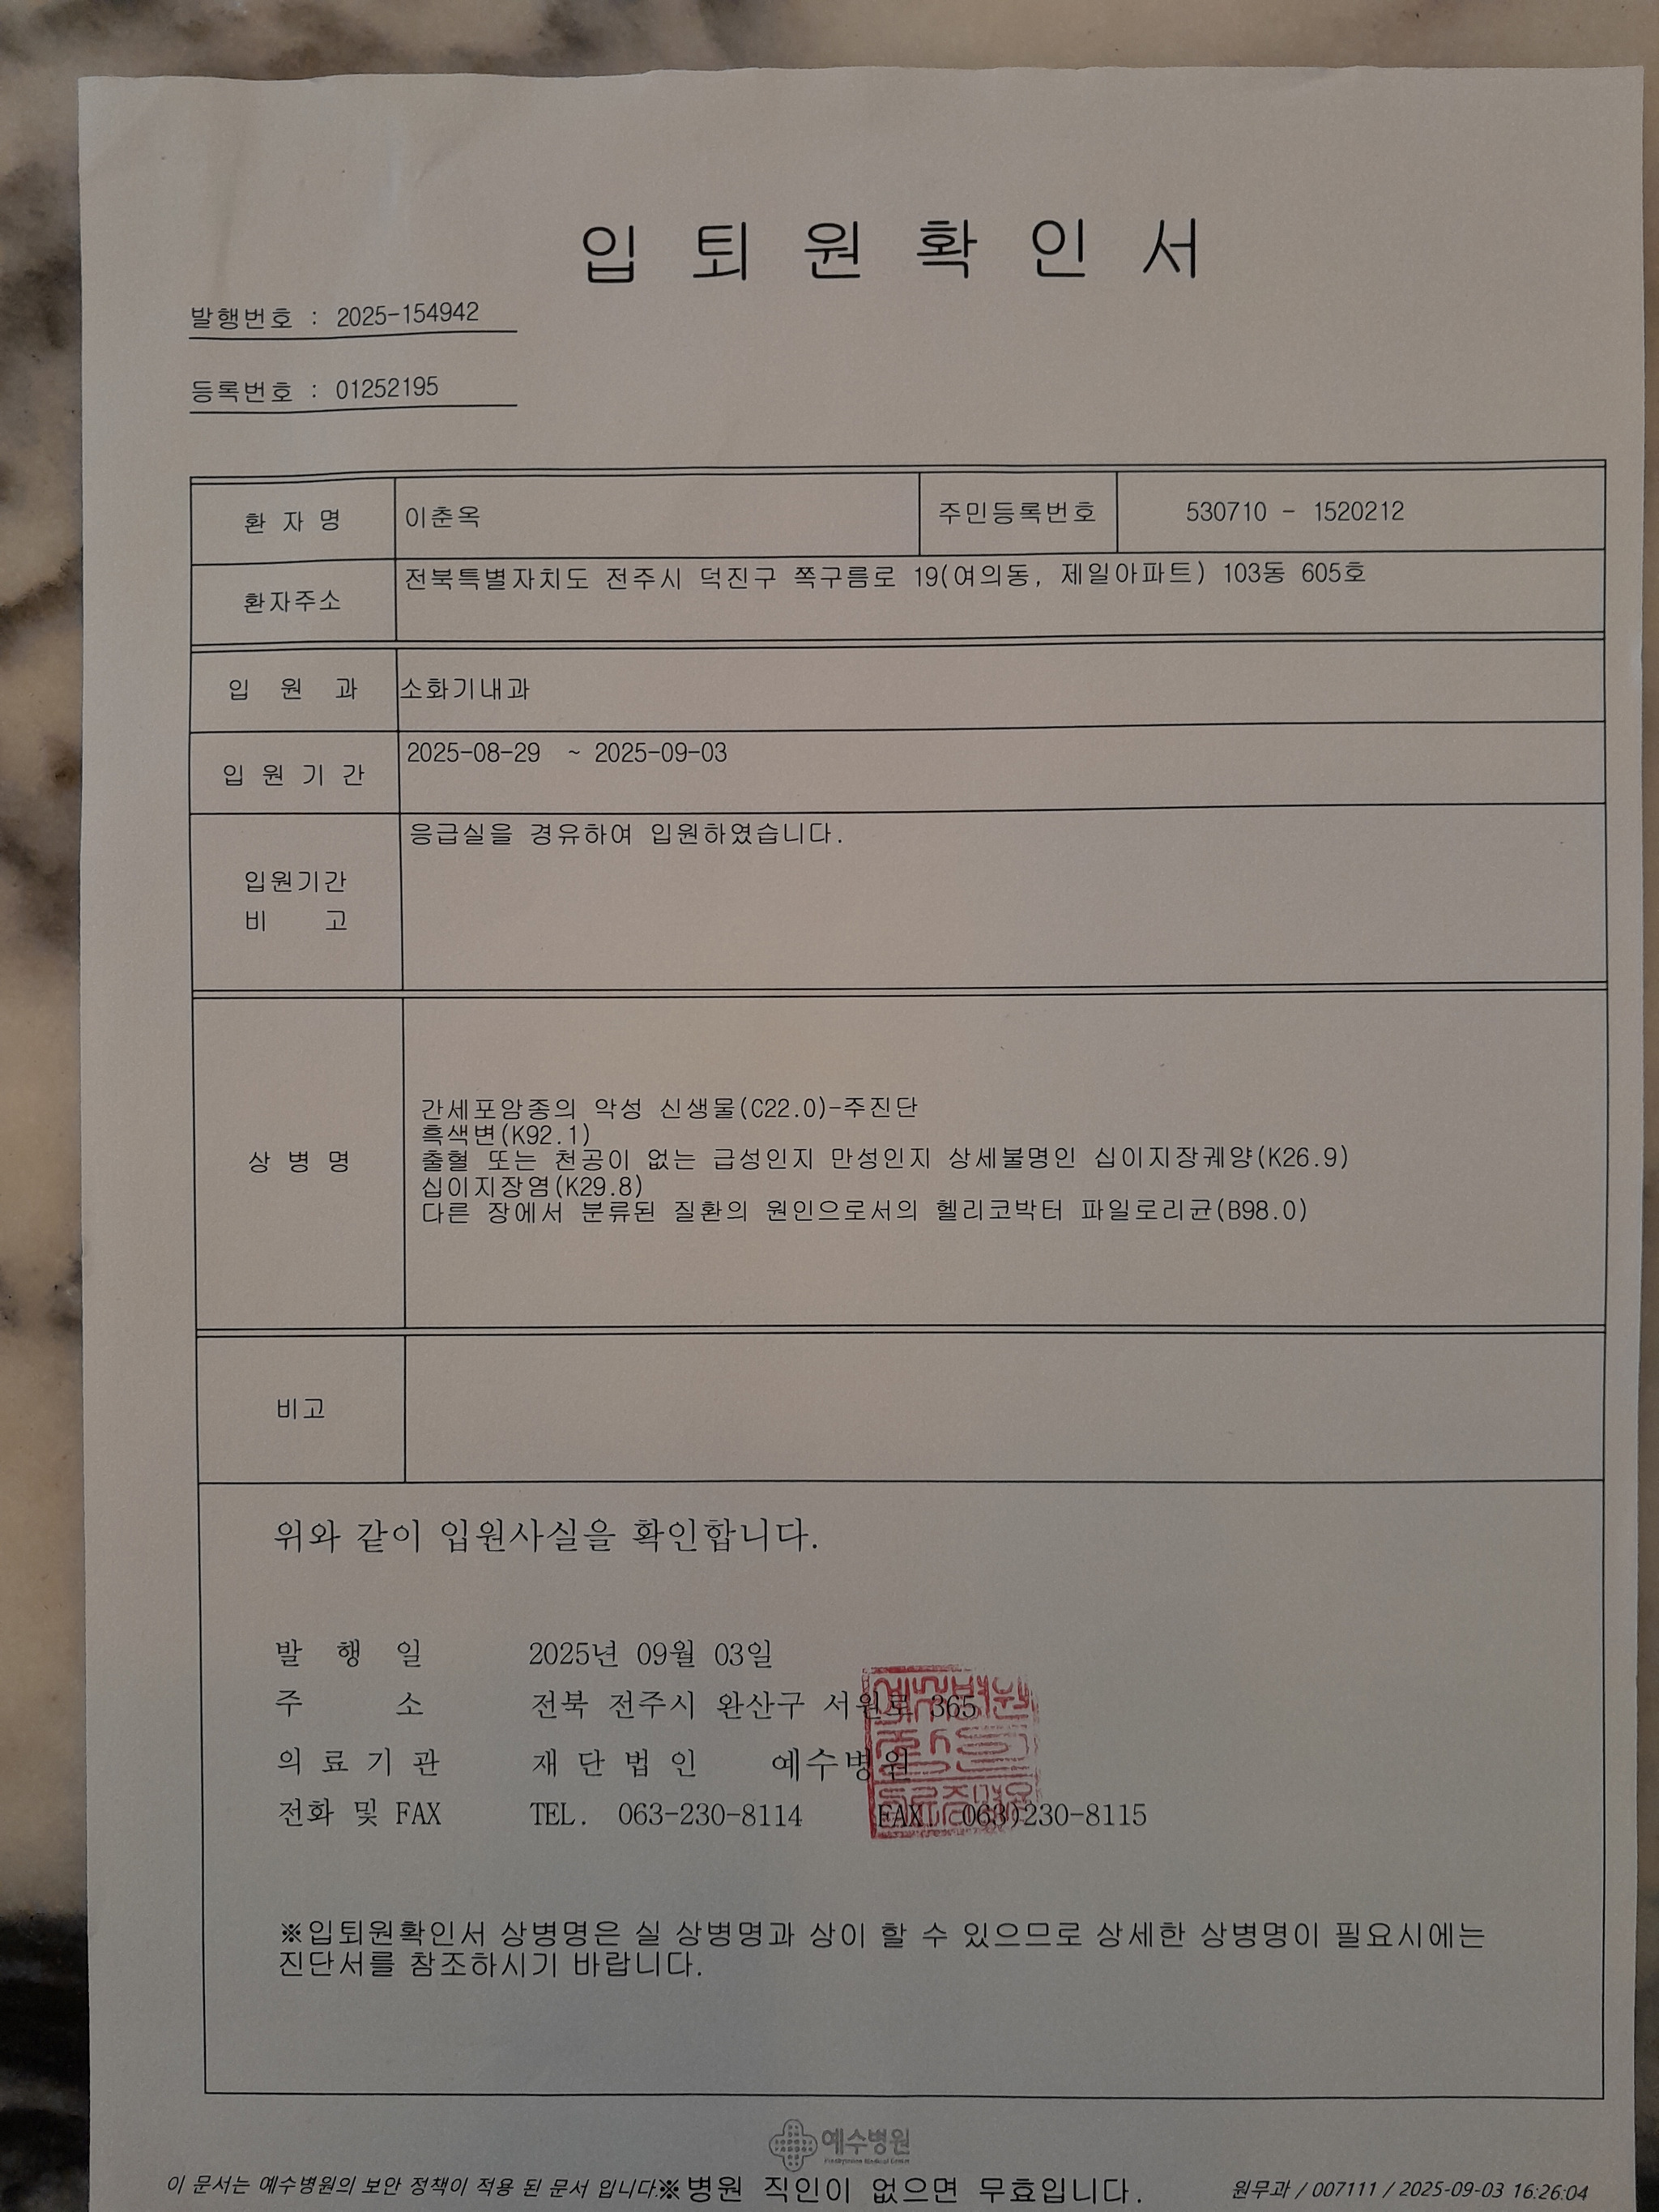 입 퇴 원 확 인 서
발행번호 : 2025-154942
등록번호 : 01252195
환 자 명 이춘옥 주민등록번호 530710 - 1520212
환자주소 전북특별자치도 전주시 덕진구 쪽구름로 19(여의동, 제일아파트) 103동 605호
입 원 과 소화기내과
입 원 기 간 2025-08-29 ~ 2025-09-03
입원기간 비 고 응급실을 경유하여 입원하였습니다.
상 병 명
간세포암종의 악성 신생물(C22.0)-주진단
흑색변(K92.1)
출혈 또는 천공이 없는 급성인지 만성인지 상세불명인 십이지장궤양(K26.9)
십이지장염(K29.8)
다른 장에서 분류된 질환의 원인으로서의 헬리코박터 파일로리균(B98.0)
비고
위와 같이 입원사실을 확인합니다.
발 행 일 2025년 09월 03일
주 소 전북 전주시 완산구 서원로 365
의 료 기 관 재 단 법 인 예수병원
전화 및 FAX TEL. 063-230-8114 FAX. 063)230-8115
※입퇴원확인서 상병명은 실 상병명과 상이 할 수 있으므로 상세한 상병명이 필요시에는
진단서를 참조하시기 바랍니다.
예수병원
이 문서는 예수병원의 보안 정책이 적용 된 문서 입니다.※병원 직인이 없으면 무효입니다. 원무과 / 007111 / 2025-09-03 16:26:04